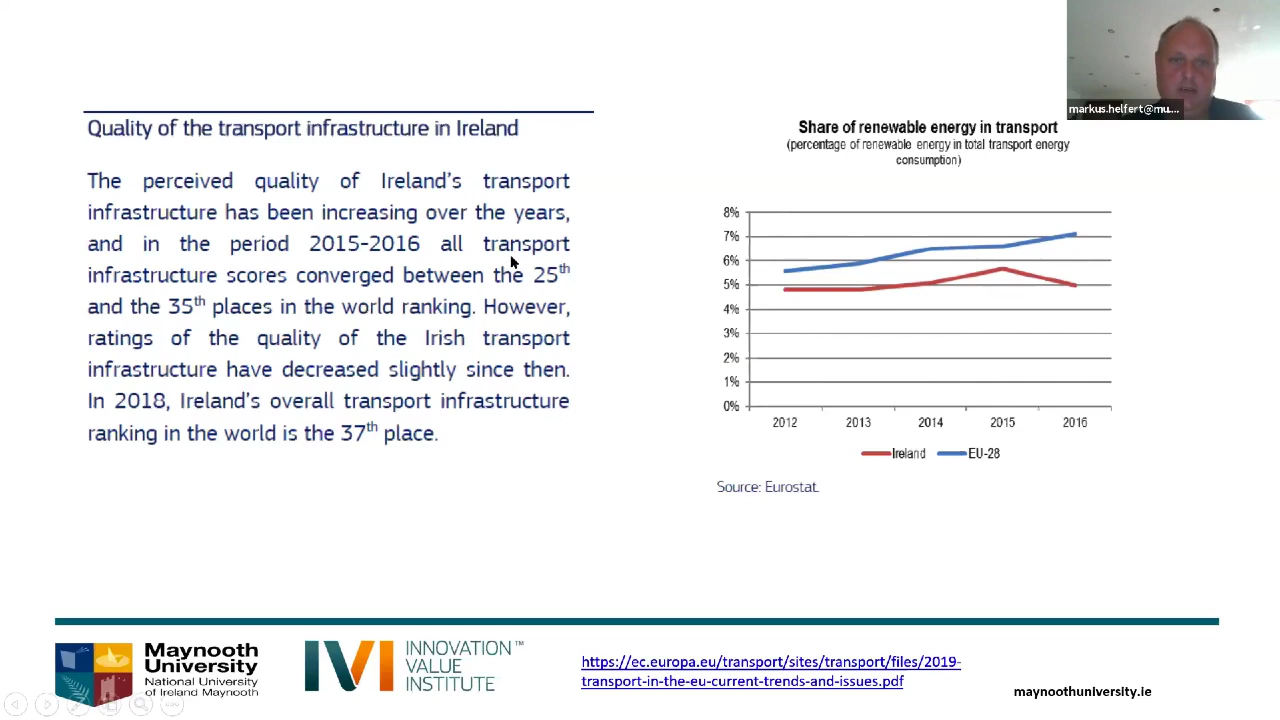 markus.helfert@mu...
Quality of the transport infrastructure in Ireland
The perceived quality of Ireland's transport
infrastructure has been increasing over the years,
and in the period 2015-2016 all transport
infrastructure scores converged between the 25th
and the 35th places in the world ranking. However,
ratings of the quality of the Irish transport
infrastructure have decreased slightly since then.
In 2018, Ireland's overall transport infrastructure
ranking in the world is the 37th place.
Share of renewable energy in transport
(percentage of renewable energy in total transport energy
consumption)
8%
7%
6%
5%
4%
3%
2%
1%
0%
2012 2013 2014 2015 2016
Ireland EU-28
Source: Eurostat.
Maynooth
University
National University
of Ireland Maynooth
IVI
INNOVATION™
VALUE
INSTITUTE
https://ec.europa.eu/transport/sites/transport/files/2019-
transport-in-the-eu-current-trends-and-issues.pdf
maynoothuniversity.ie